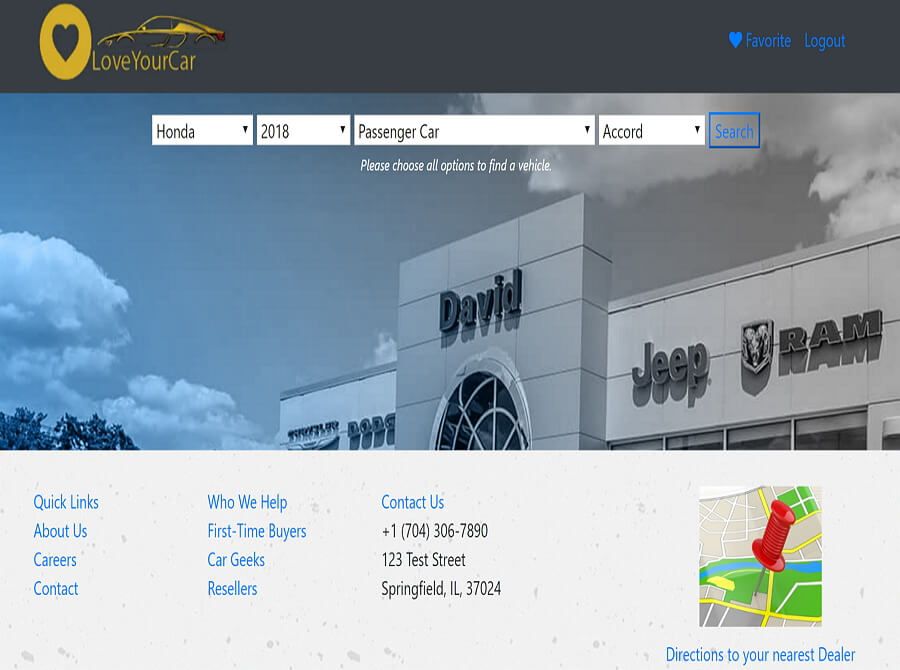 LoveYourCar
Favorite Logout
Honda 2018 Passenger Car Accord Search
Please choose all options to find a vehicle.
David
Jeep
RAM
CHRYSLER DODGE
Quick Links
About Us
Careers
Contact
Who We Help
First-Time Buyers
Car Geeks
Resellers
Contact Us
+1 (704) 306-7890
123 Test Street
Springfield, IL, 37024
Directions to your nearest Dealer